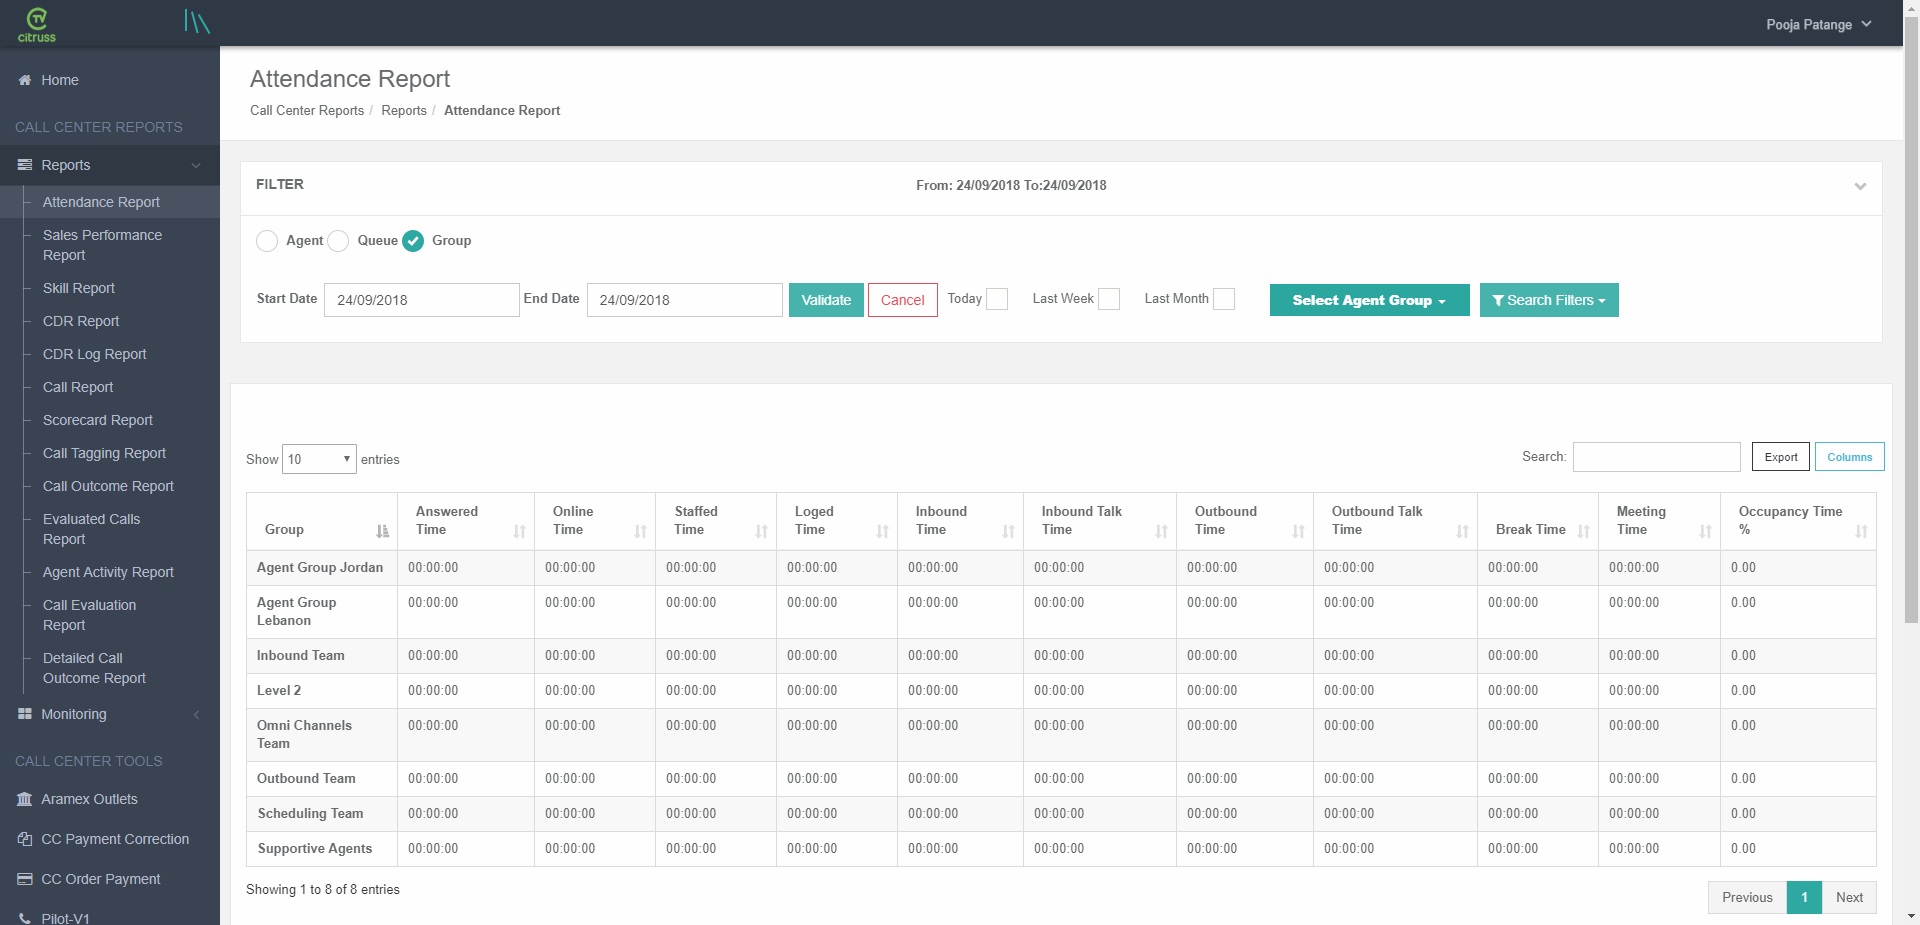 TV
citruss
Pooja Patange
Home
CALL CENTER REPORTS
Reports
Attendance Report
Sales Performance
Report
Skill Report
CDR Report
CDR Log Report
Call Report
Scorecard Report
Call Tagging Report
Call Outcome Report
Evaluated Calls
Report
Agent Activity Report
Call Evaluation
Report
Detailed Call
Outcome Report
Monitoring
CALL CENTER TOOLS
Aramex Outlets
CC Payment Correction
CC Order Payment
Pilot-V1
Attendance Report
Call Center Reports / Reports / Attendance Report
FILTER From: 24/09/2018 To:24/09/2018
Agent Queue Group
Start Date 24/09/2018 End Date 24/09/2018 Validate Cancel Today Last Week Last Month Select Agent Group Search Filters
Show 10 entries Search: Export Columns
Group Answered Time Online Time Staffed Time Loged Time Inbound Time Inbound Talk Time Outbound Time Outbound Talk Time Break Time Meeting Time Occupancy Time %
Agent Group Jordan 00:00:00 00:00:00 00:00:00 00:00:00 00:00:00 00:00:00 00:00:00 00:00:00 00:00:00 00:00:00 0.00
Agent Group Lebanon 00:00:00 00:00:00 00:00:00 00:00:00 00:00:00 00:00:00 00:00:00 00:00:00 00:00:00 00:00:00 0.00
Inbound Team 00:00:00 00:00:00 00:00:00 00:00:00 00:00:00 00:00:00 00:00:00 00:00:00 00:00:00 00:00:00 0.00
Level 2 00:00:00 00:00:00 00:00:00 00:00:00 00:00:00 00:00:00 00:00:00 00:00:00 00:00:00 00:00:00 0.00
Omni Channels Team 00:00:00 00:00:00 00:00:00 00:00:00 00:00:00 00:00:00 00:00:00 00:00:00 00:00:00 00:00:00 0.00
Outbound Team 00:00:00 00:00:00 00:00:00 00:00:00 00:00:00 00:00:00 00:00:00 00:00:00 00:00:00 00:00:00 0.00
Scheduling Team 00:00:00 00:00:00 00:00:00 00:00:00 00:00:00 00:00:00 00:00:00 00:00:00 00:00:00 00:00:00 0.00
Supportive Agents 00:00:00 00:00:00 00:00:00 00:00:00 00:00:00 00:00:00 00:00:00 00:00:00 00:00:00 00:00:00 0.00
Showing 1 to 8 of 8 entries
Previous 1 Next